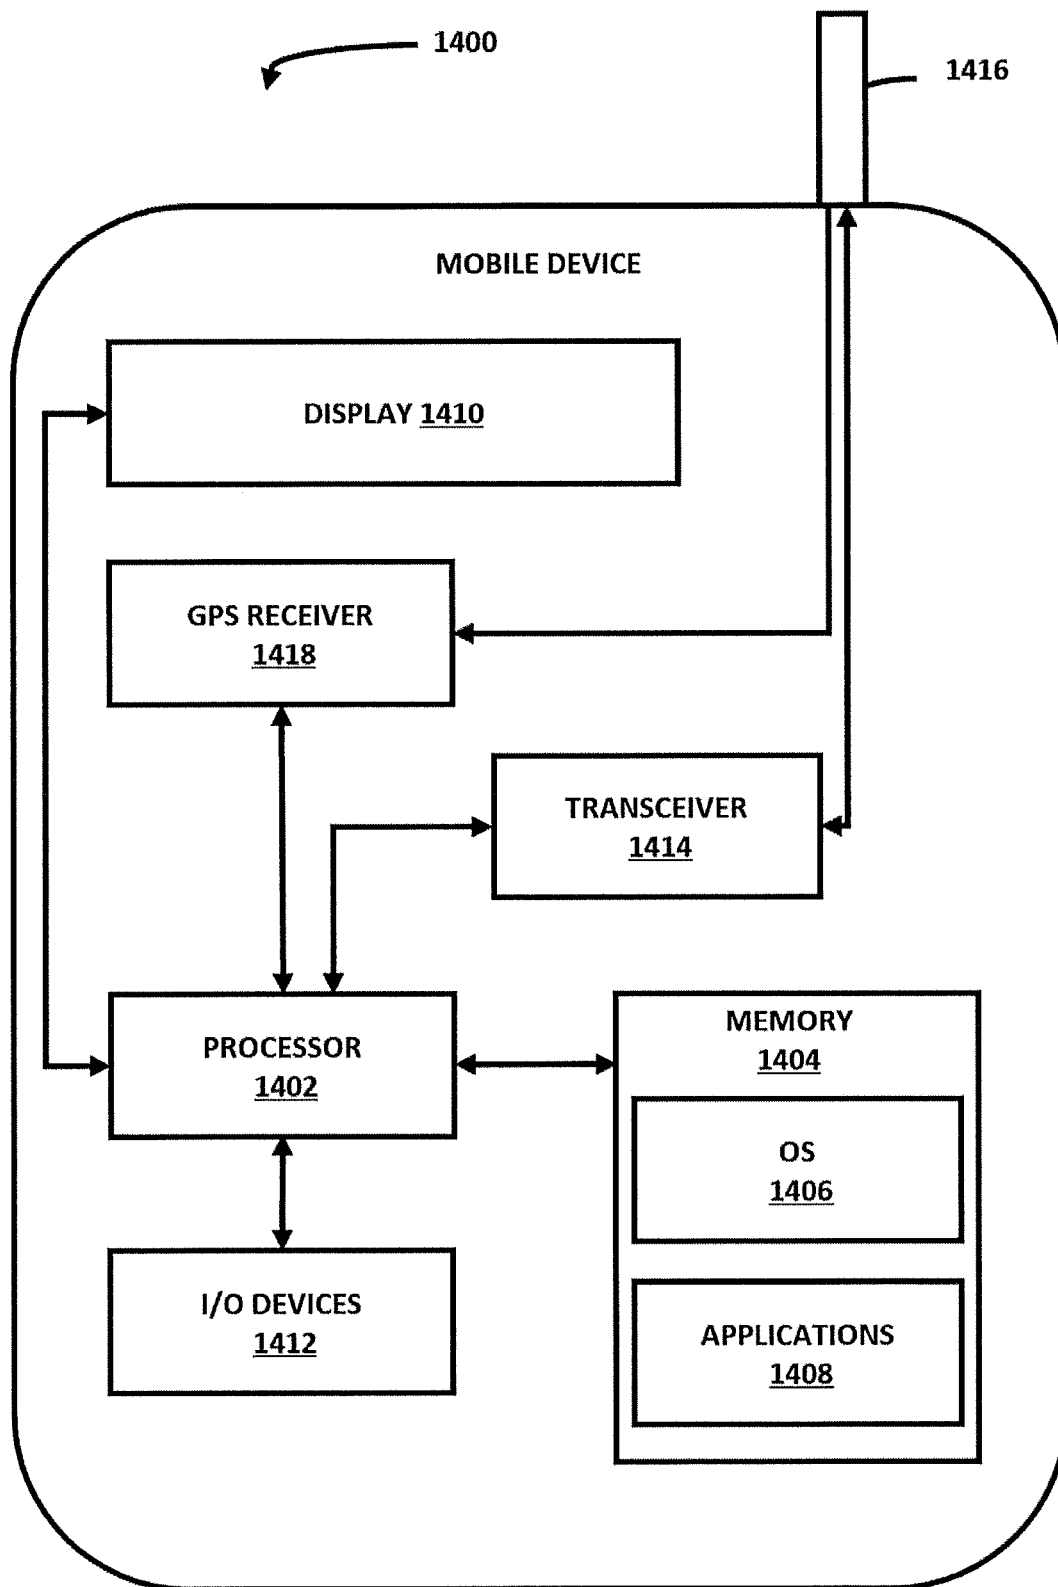 1400
1416
MOBILE DEVICE
DISPLAY 1410
GPS RECEIVER
1418
TRANSCEIVER
1414
PROCESSOR
1402
MEMORY
1404
OS
1406
I/O DEVICES
1412
APPLICATIONS
1408